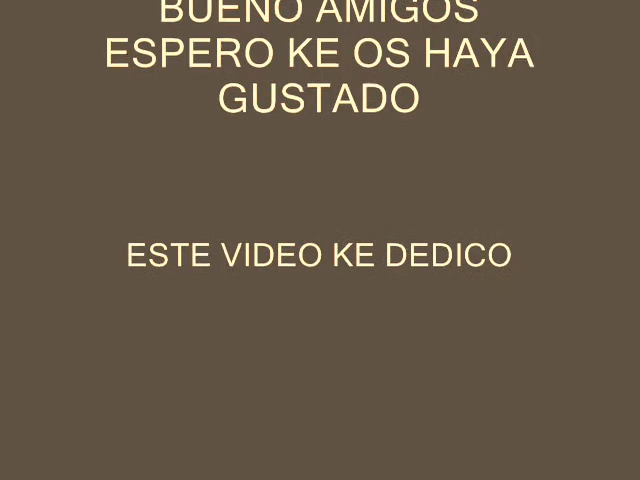 BUENO AMIGOS
ESPERO KE OS HAYA
GUSTADO
ESTE VIDEO KE DEDICO